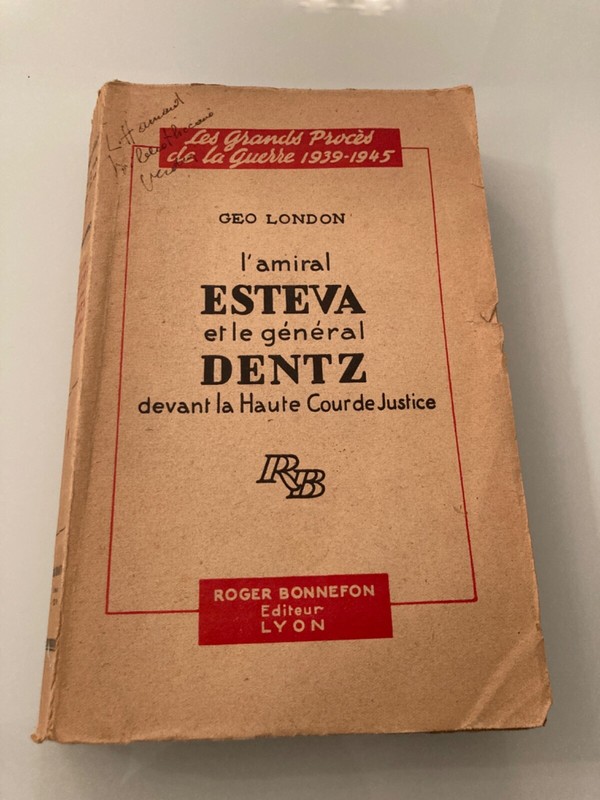 Les Grands Procès
de la Guerre 1939-1945
GEO LONDON
l'amiral
ESTEVA
et le général
DENTZ
devant la Haute Cour de Justice
RB
ROGER BONNEFON
Editeur
LYON